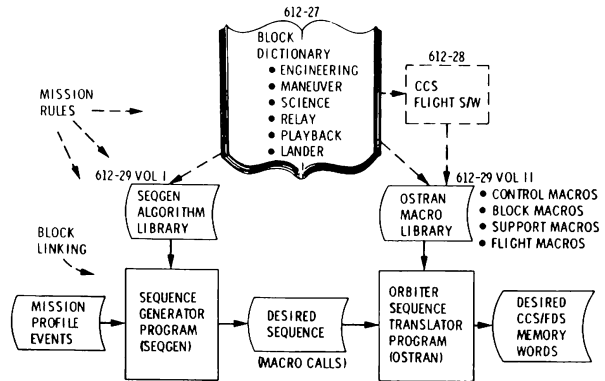 612-27
BLOCK
DICTIONARY
• ENGINEERING
• MANEUVER
• SCIENCE
• RELAY
• PLAYBACK
• LANDER
612-28
CCS
FLIGHT S/W
MISSION
RULES
612-29 VOL I
SEQGEN
ALGORITHM
LIBRARY
612-29 VOL II
OSTRAN
MACRO
LIBRARY
• CONTROL MACROS
• BLOCK MACROS
• SUPPORT MACROS
• FLIGHT MACROS
BLOCK
LINKING
MISSION
PROFILE
EVENTS
SEQUENCE
GENERATOR
PROGRAM
(SEQGEN)
DESIRED
SEQUENCE
(MACRO CALLS)
ORBITER
SEQUENCE
TRANSLATOR
PROGRAM
(OSTRAN)
DESIRED
CCS/FDS
MEMORY
WORDS